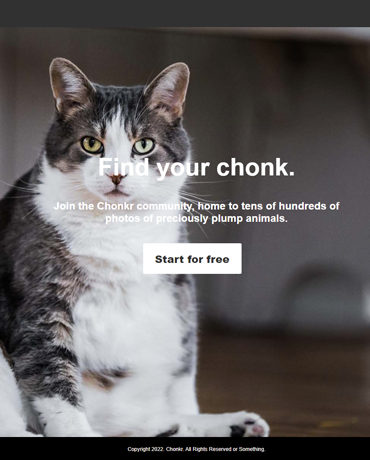 Find your chonk.
Join the Chonkr community, home to tens of hundreds of
photos of preciously plump animals.
Start for free
Copyright 2022 Chonkr. All Rights Reserved or Something.